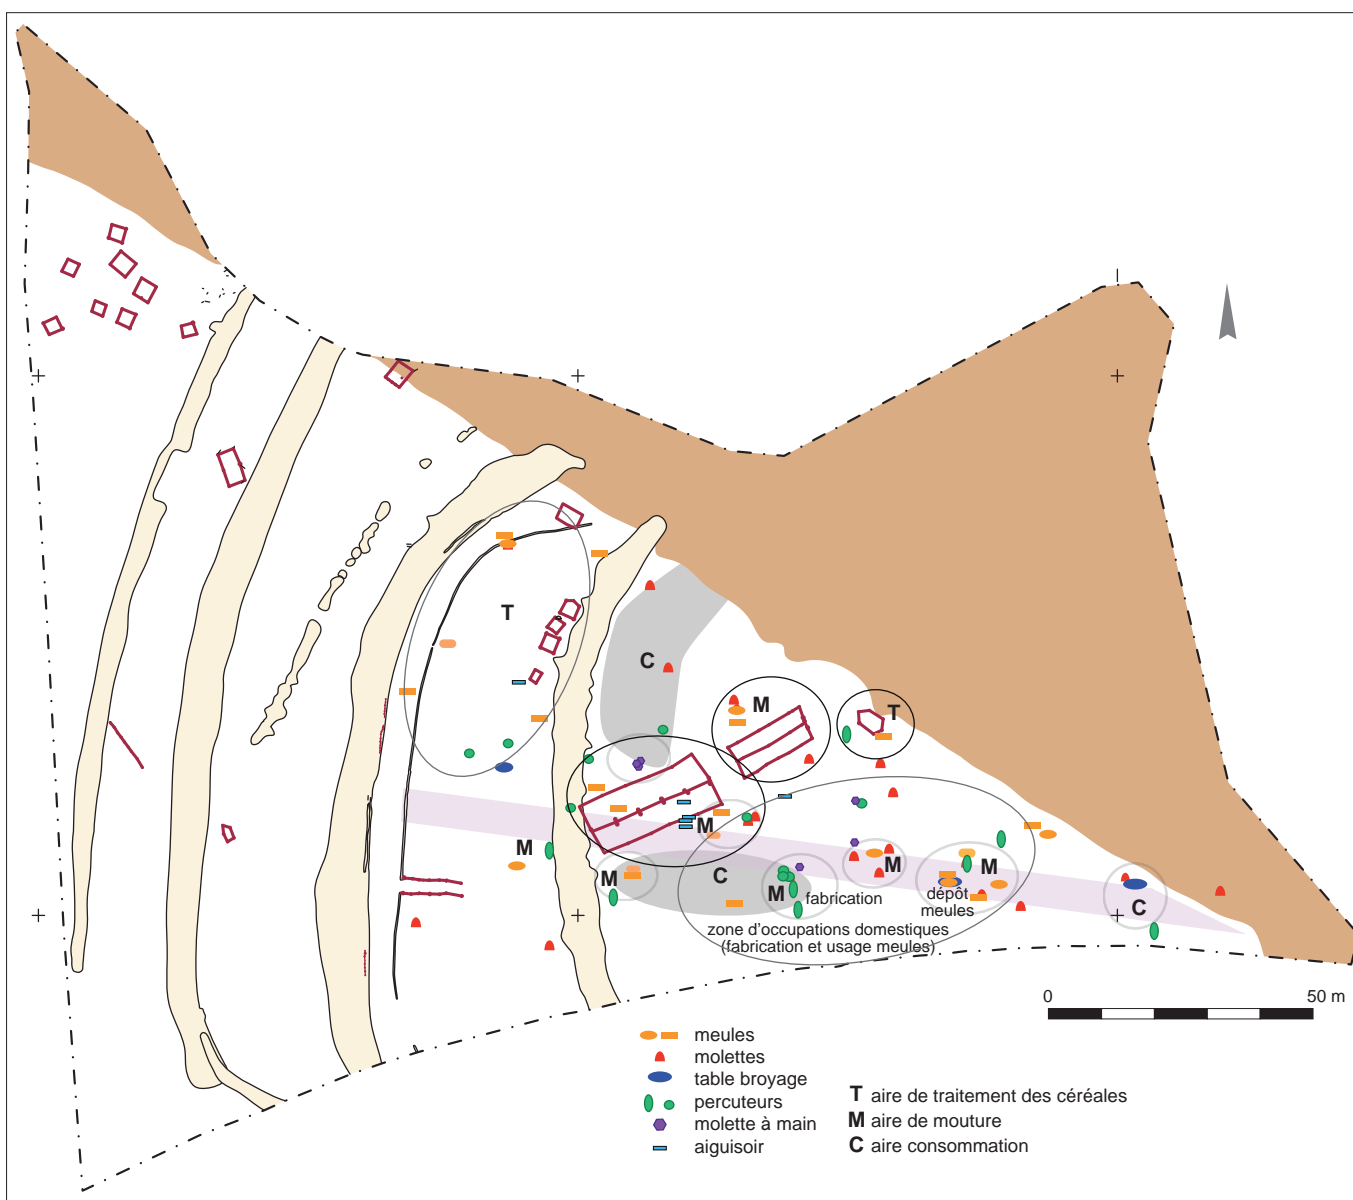 T
C
M
T
M
M
M
C
M
fabrication
M
M
dépôt
meules
C
zone d'occupations domestiques
(fabrication et usage meules)
0 50 m
meules
molettes
table broyage
percuteurs
molette à main
aiguisoir
T aire de traitement des céréales
M aire de mouture
C aire consommation